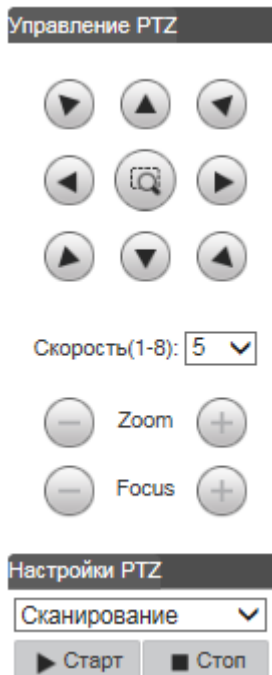 Управление PTZ
Скорость(1-8): 5
Zoom
Focus
Настройки PTZ
Сканирование
Старт Стоп